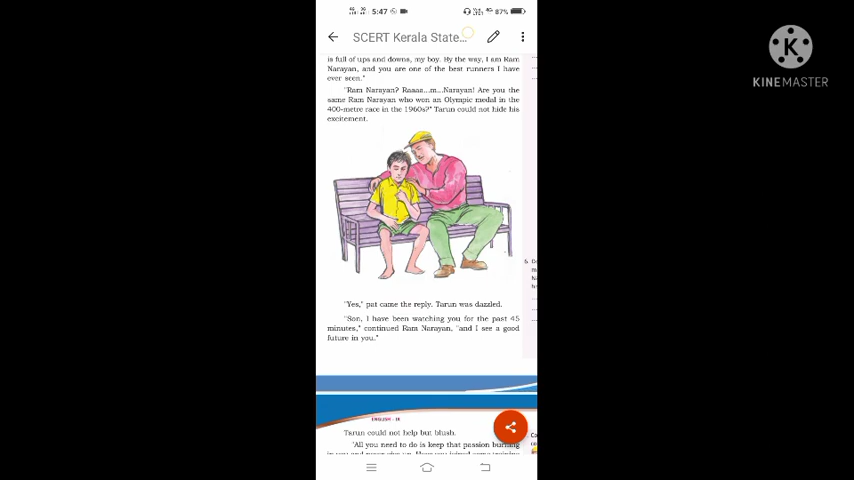 5:47
87%
SCERT Kerala State...
K
KINEMASTER
is full of ups and downs, my boy. By the way, I am Ram
Narayan, and you are one of the best runners I have
ever seen."
"Ram Narayan? Raaaa...m...Narayan! Are you the
same Ram Narayan who won an Olympic medal in the
400-metre race in the 1960s?" Tarun could not hide his
excitement.
"Yes," pat came the reply. Tarun was dazzled.
"Son, I have been watching you for the past 45
minutes," continued Ram Narayan, "and I see a good
future in you."
ENGLISH - IX
Tarun could not help but blush.
"All you need to do is keep that passion burning